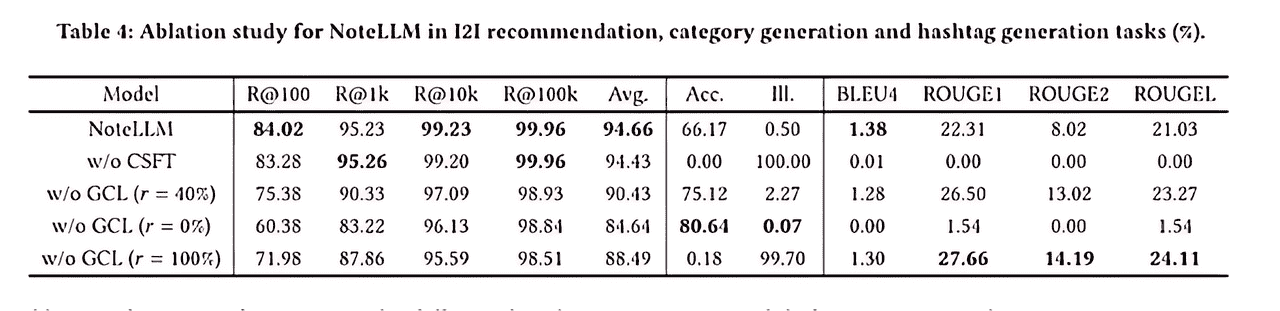 Table 4: Ablation study for NoteLLM in I2I recommendation, category generation and hashtag generation tasks (%).
Model R@100 R@1k R@10k R@100k Avg. Acc. Ill. BLEU4 ROUGE1 ROUGE2 ROUGEL
NoteLLM 84.02 95.23 99.23 99.96 94.66 66.17 0.50 1.38 22.31 8.02 21.03
w/o CSFT 83.28 95.26 99.20 99.96 94.43 0.00 100.00 0.01 0.00 0.00 0.00
w/o GCL (r = 40%) 75.38 90.33 97.09 98.93 90.43 75.12 2.27 1.28 26.50 13.02 23.27
w/o GCL (r = 0%) 60.38 83.22 96.13 98.84 84.64 80.64 0.07 0.00 1.54 0.00 1.54
w/o GCL (r = 100%) 71.98 87.86 95.59 98.51 88.49 0.18 99.70 1.30 27.66 14.19 24.11